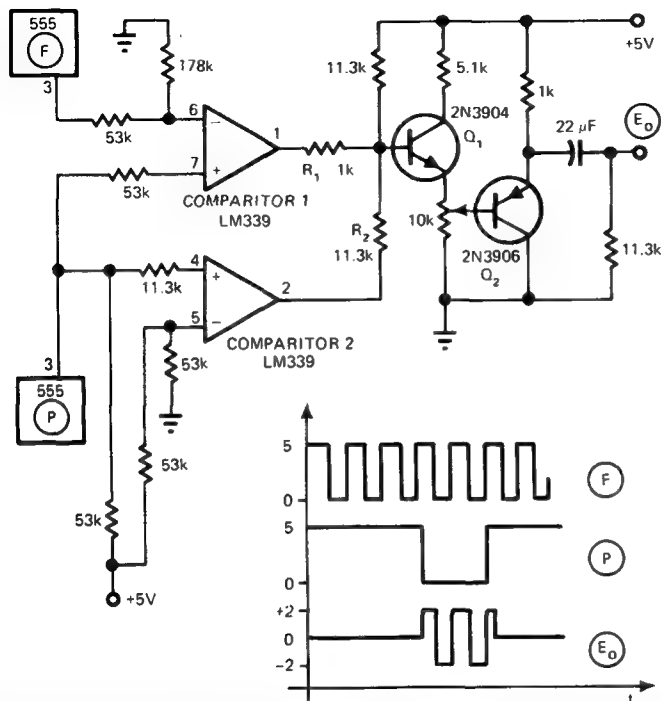 555
F
3
178k
53k
6
−
7
+
53k
1
COMPARITOR 1
LM339
R1 1k
11.3k
5.1k
2N3904
Q1
10k
R2
11.3k
2N3906
Q2
1k
+5V
22 µF
Eo
11.3k
4
+
11.3k
5
−
2
COMPARITOR 2
LM339
53k
53k
53k
+5V
3
555
P
5
0
F
5
0
P
+2
0
−2
Eo
t